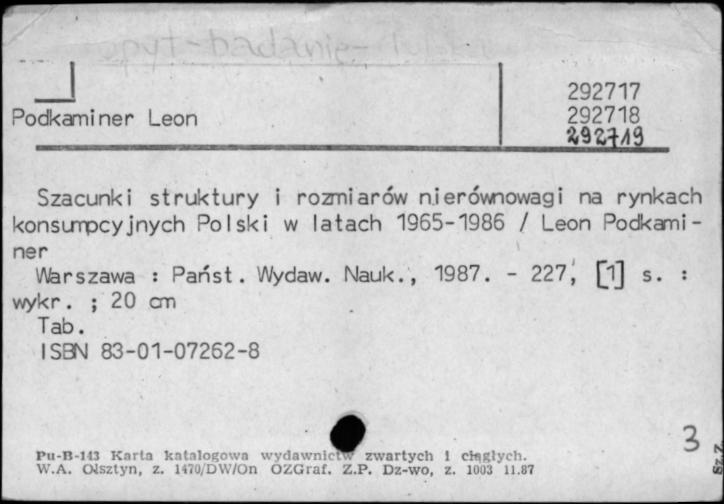 292717
Podkaminer Leon 292718
292719
Szacunki struktury i rozmiarów nierównowagi na rynkach
konsumpcyjnych Polski w latach 1965-1986 / Leon Podkami-
ner
Warszawa : Państ. Wydaw. Nauk., 1987. - 227, [1] s. :
wykr. ; 20 cm
Tab.
ISBN 83-01-07262-8
3
Pu-B-143 Karta katalogowa wydawnictw zwartych i ciągłych.
W.A. Olsztyn, z. 1470/DW/On OZGraf. Z.P. Dz-wo, z. 1003 11.87
Sz.Z.